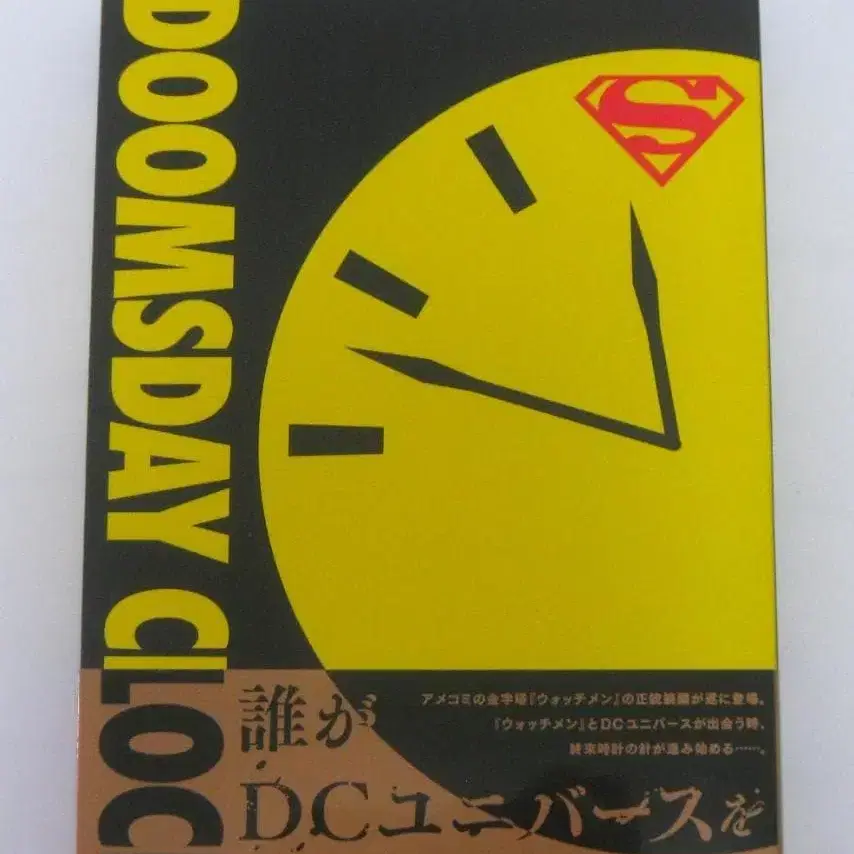 DOOMSDAY CLOC
S
アメコミの金字塔『ウォッチメン』の正統続編が遂に登場。
『ウォッチメン』とDCユニバースが出会う時、
終末時計の針が進み始める……。
誰が
DCユニバースを